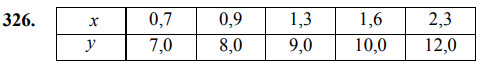 326. x 0,7 0,9 1,3 1,6 2,3
y 7,0 8,0 9,0 10,0 12,0